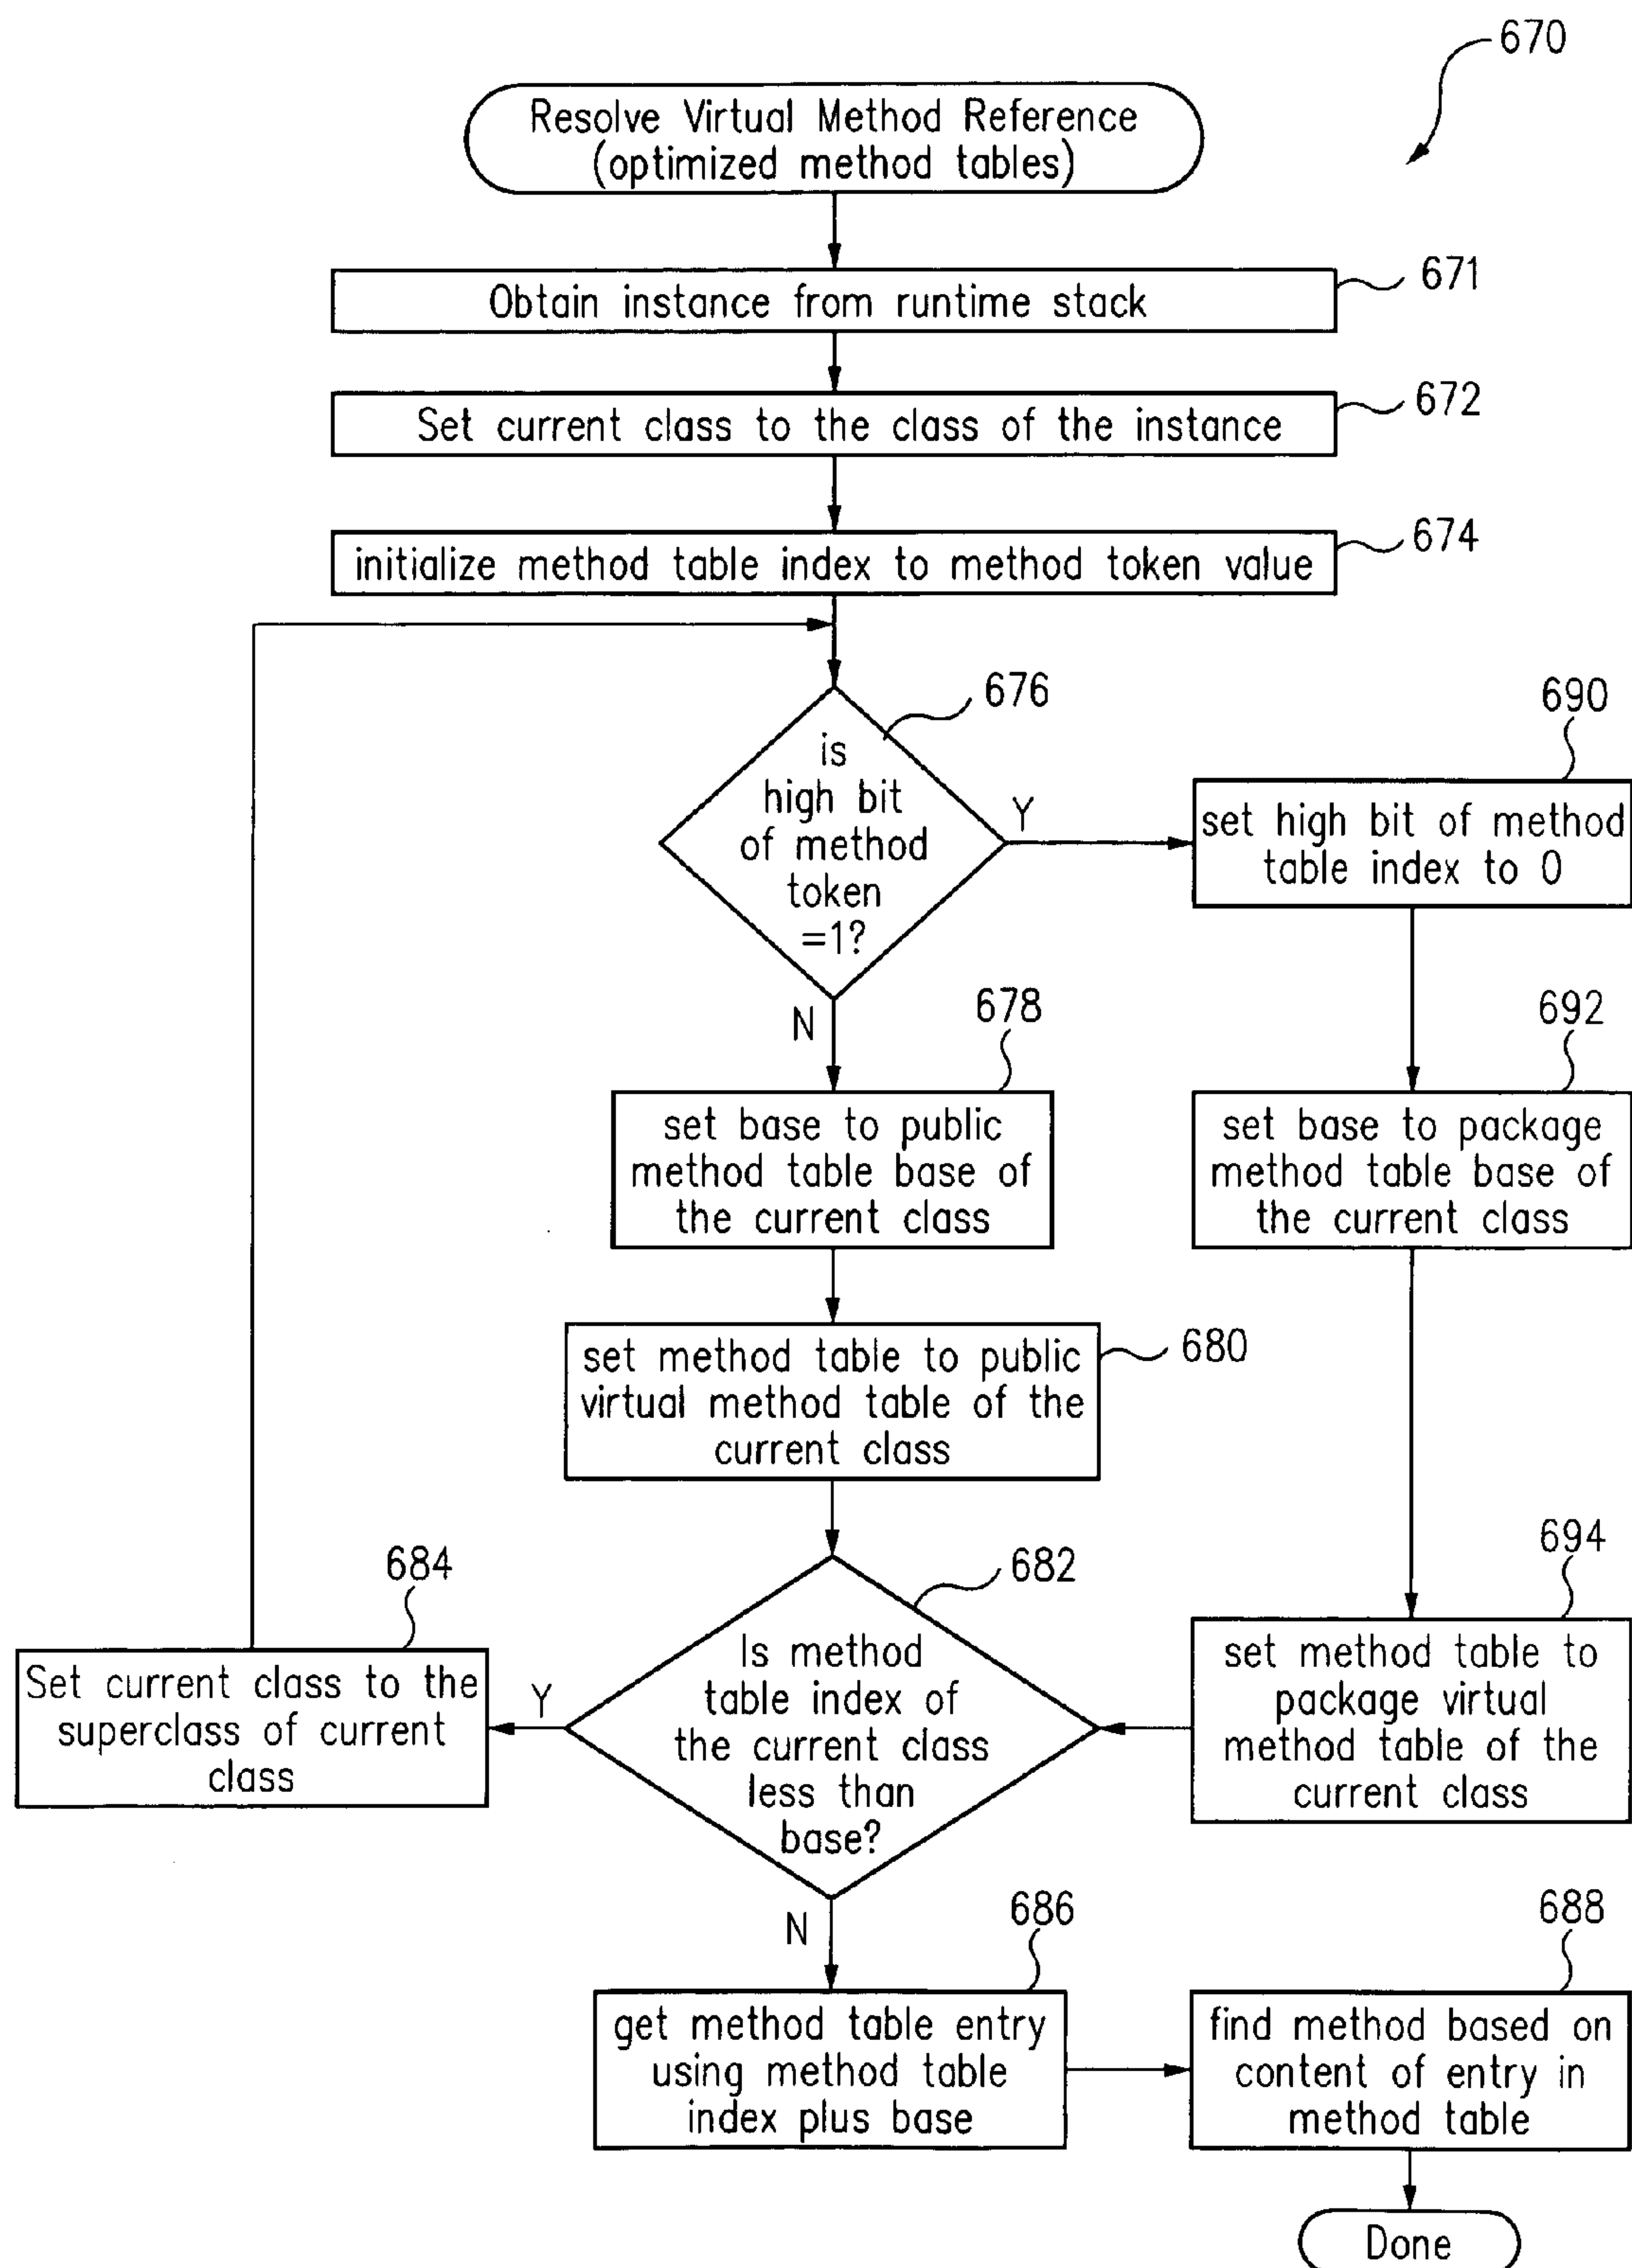 670
Resolve Virtual Method Reference
(optimized method tables)
671
Obtain instance from runtime stack
672
Set current class to the class of the instance
674
initialize method table index to method token value
676
is
high bit
of method
token
=1?
Y
N
690
set high bit of method
table index to 0
678
set base to public
method table base of
the current class
692
set base to package
method table base of
the current class
680
set method table to public
virtual method table of the
current class
682
Is method
table index of
the current class
less than
base?
Y
N
684
Set current class to the
superclass of current
class
694
set method table to
package virtual
method table of the
current class
686
get method table entry
using method table
index plus base
688
find method based on
content of entry in
method table
Done